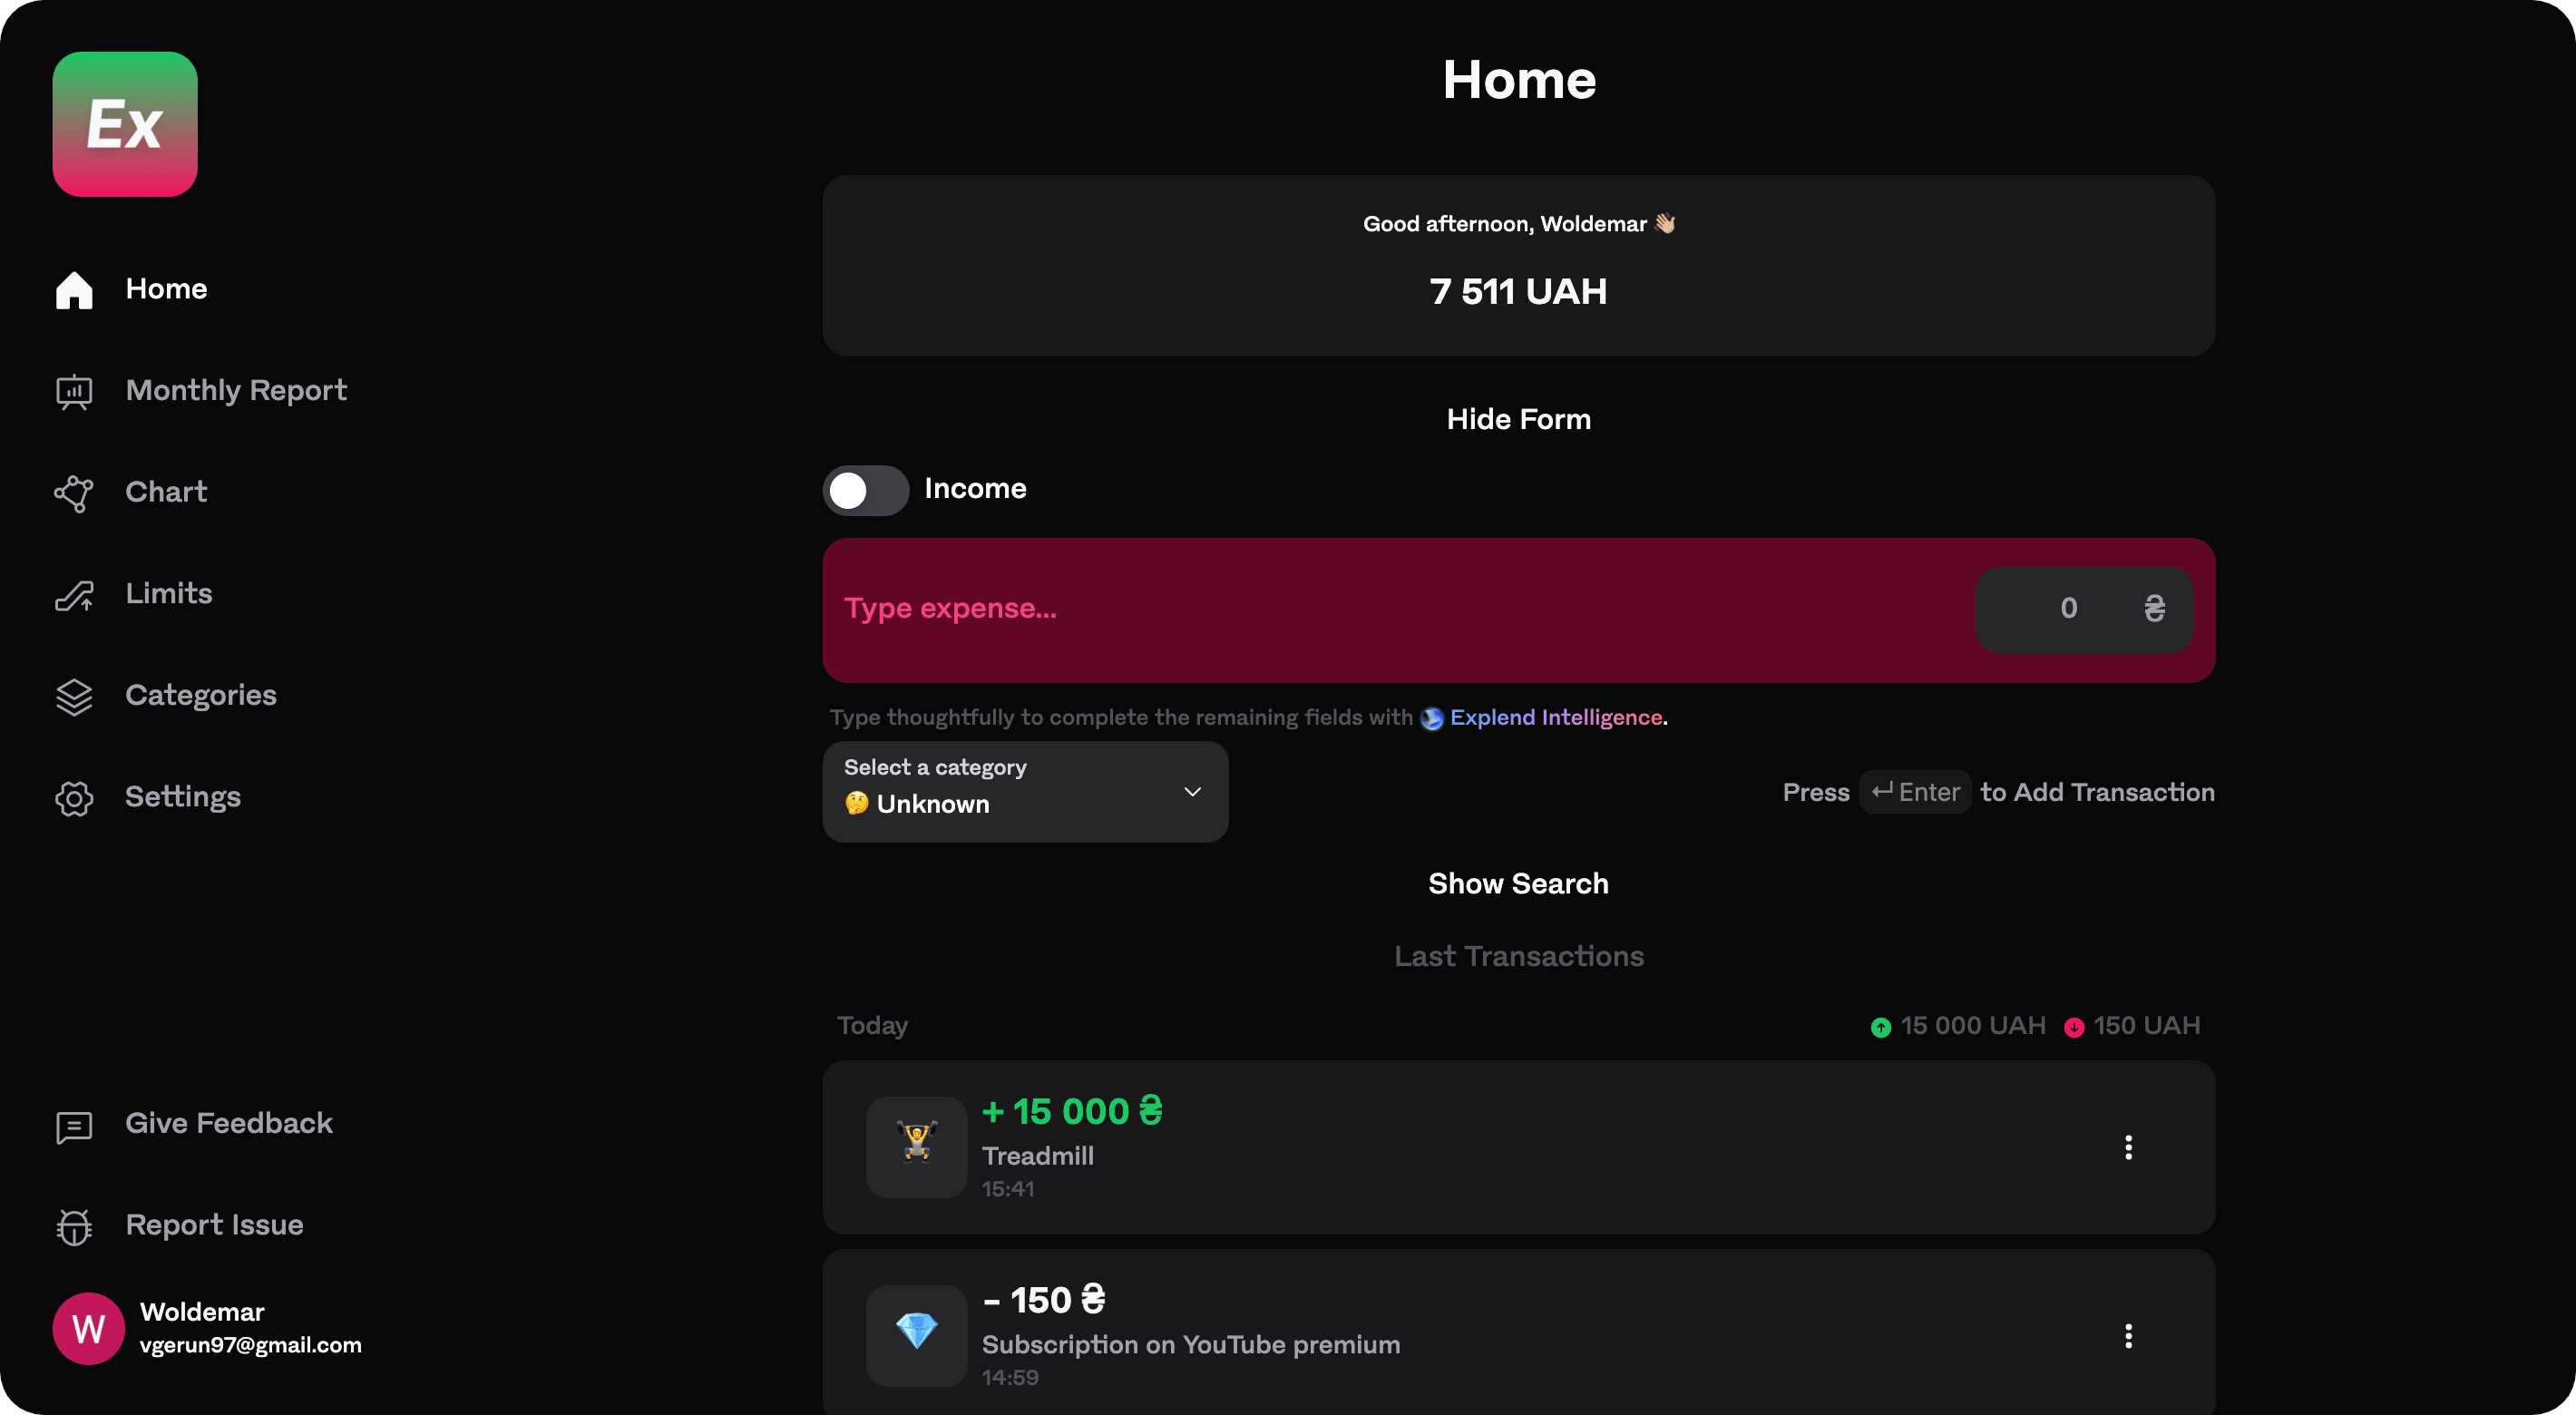 Ex
Home
Monthly Report
Chart
Limits
Categories
Settings
Give Feedback
Report Issue
W
Woldemar
vgerun97@gmail.com
Home
Good afternoon, Woldemar 👋🏼
7 511 UAH
Hide Form
Income
Type expense...
0 ₴
Type thoughtfully to complete the remaining fields with Explend Intelligence.
Select a category
🤔 Unknown
Press ↵ Enter to Add Transaction
Show Search
Last Transactions
Today
15 000 UAH 150 UAH
+ 15 000 ₴
Treadmill
15:41
- 150 ₴
Subscription on YouTube premium
14:59